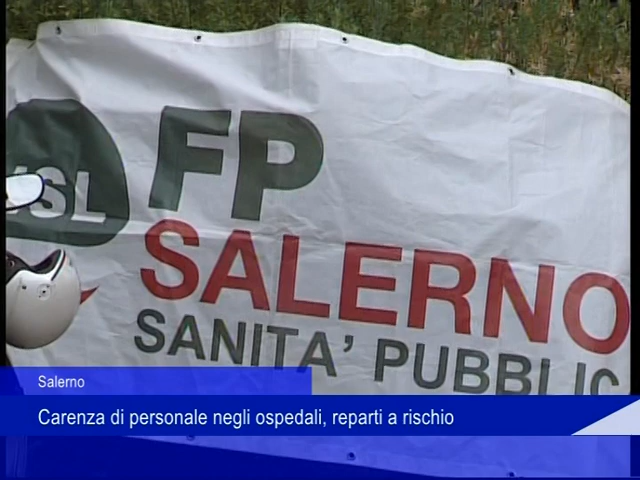 FP
SALERNO
SANITA' PUBBLIC
Salerno
Carenza di personale negli ospedali, reparti a rischio